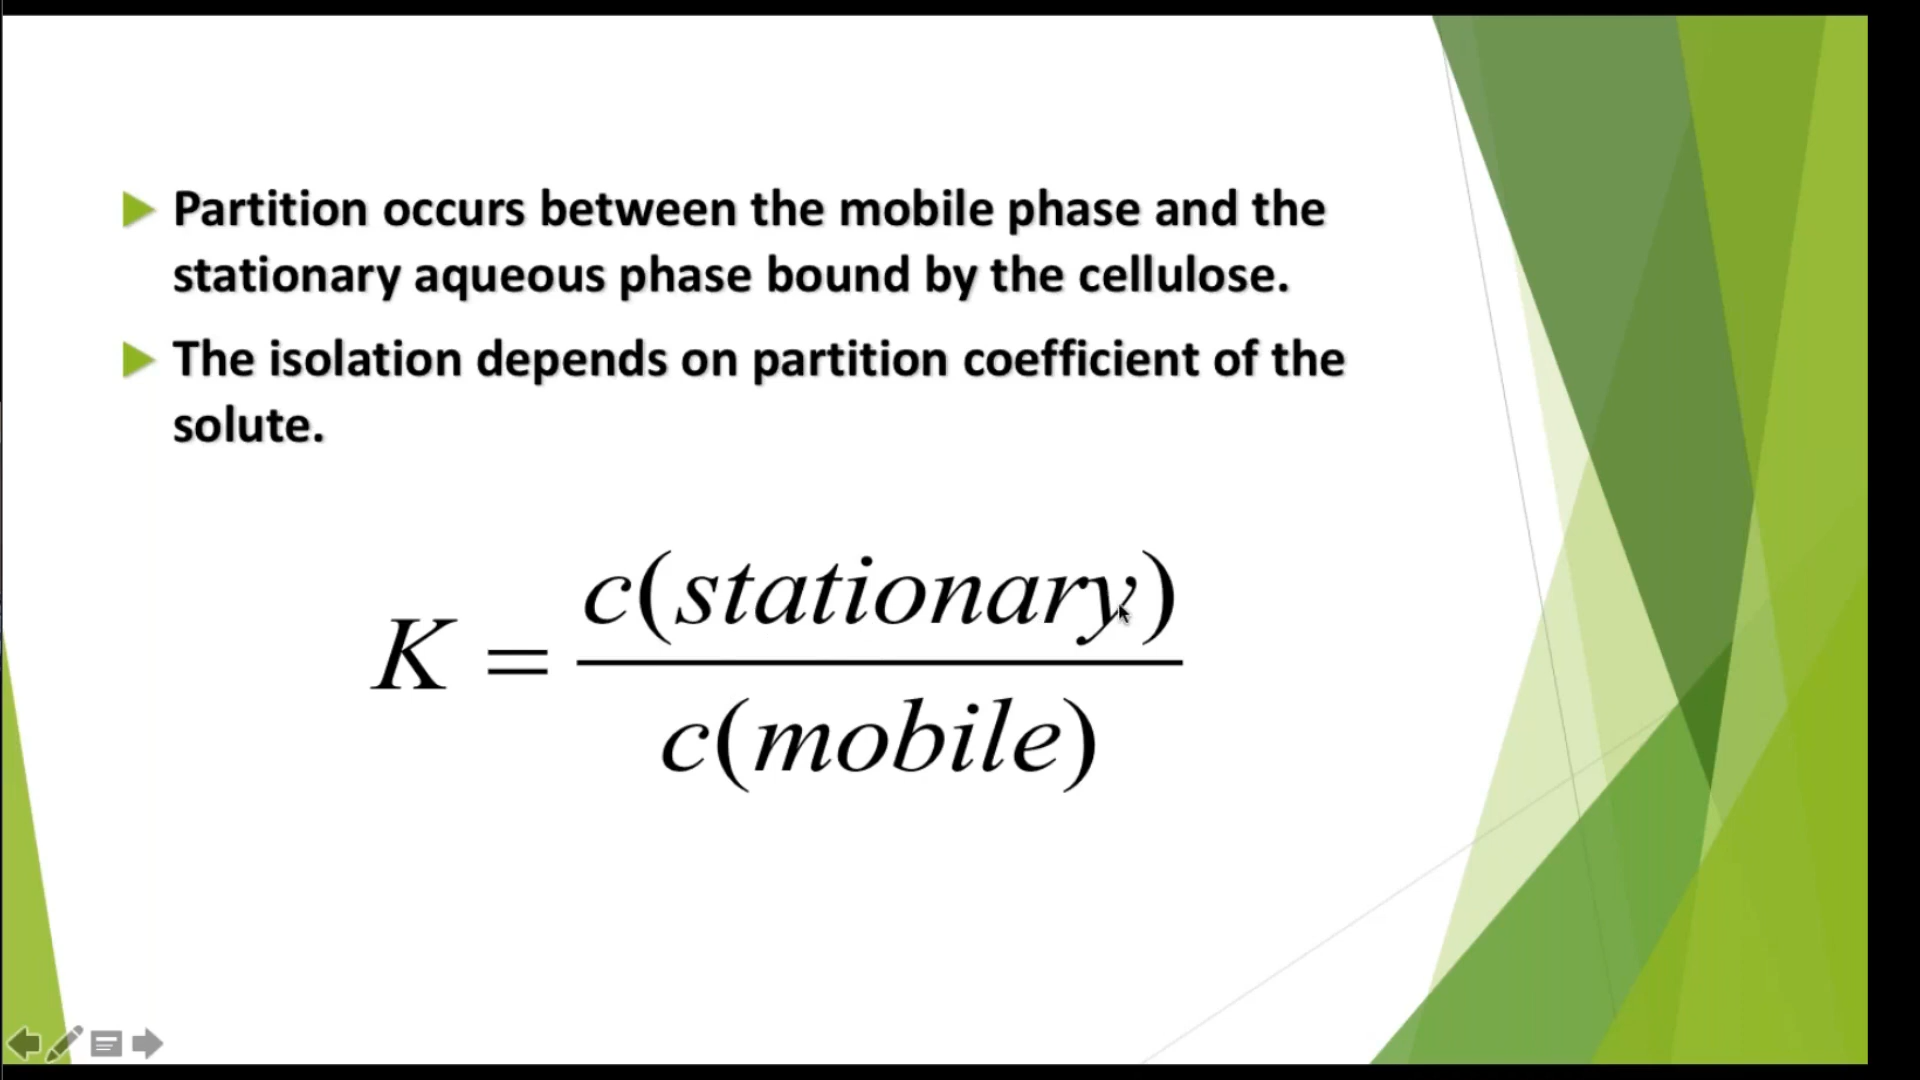 Partition occurs between the mobile phase and the
stationary aqueous phase bound by the cellulose.
The isolation depends on partition coefficient of the
solute.
K = c(stationary)
c(mobile)